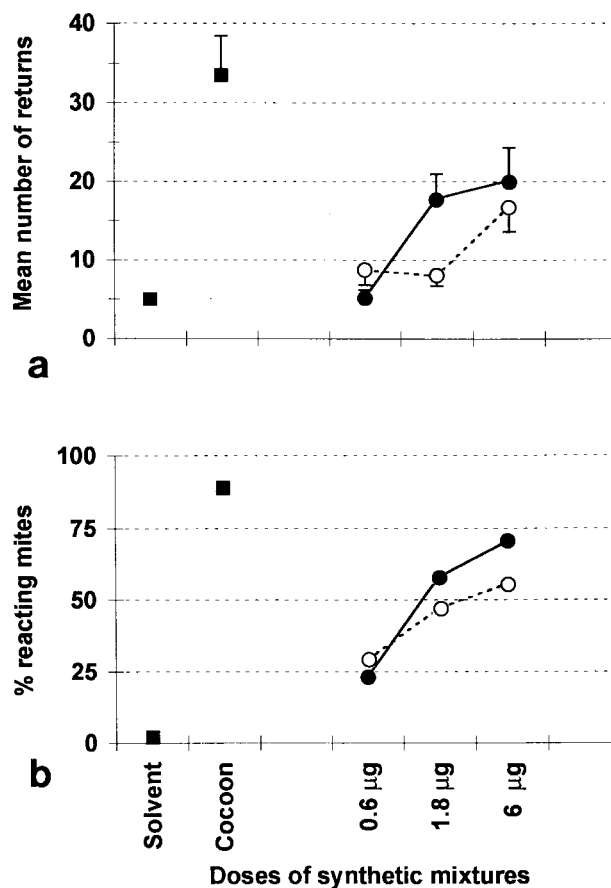 40
30
20
10
0
Mean number of returns
a
100
75
50
25
0
% reacting mites
b
Solvent
Cocoon
0.6 µg
1.8 µg
6 µg
Doses of synthetic mixtures